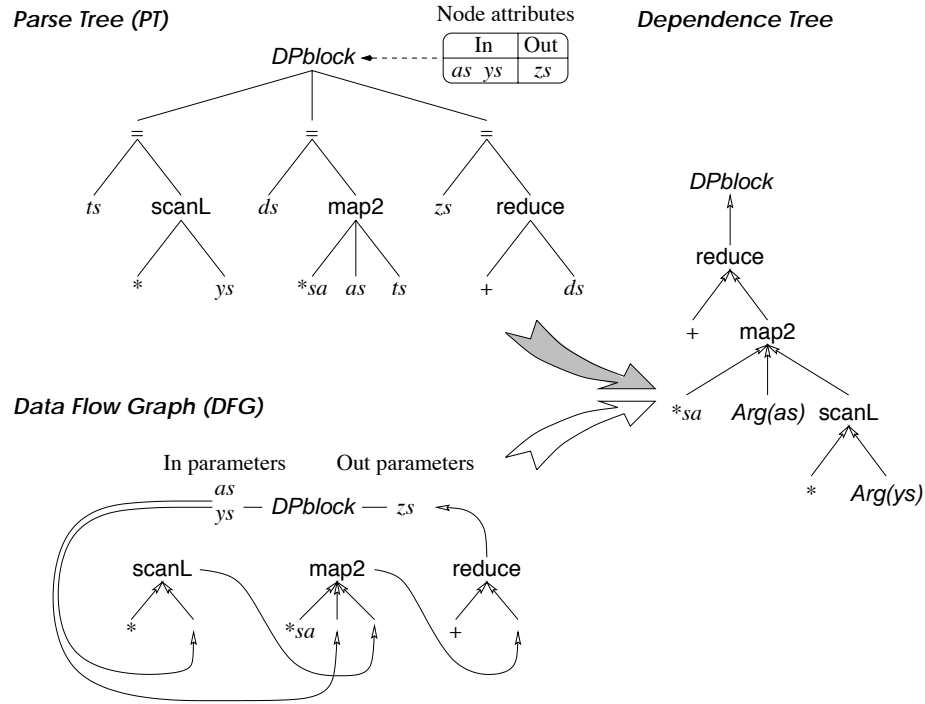 Parse Tree (PT)
Node attributes
Dependence Tree
In Out
as ys zs
DPblock
= = =
ts scanL ds map2 zs reduce
* ys *sa as ts + ds
DPblock
reduce
+ map2
*sa Arg(as) scanL
* Arg(ys)
Data Flow Graph (DFG)
In parameters Out parameters
as
ys DPblock zs
scanL map2 reduce
* *sa +